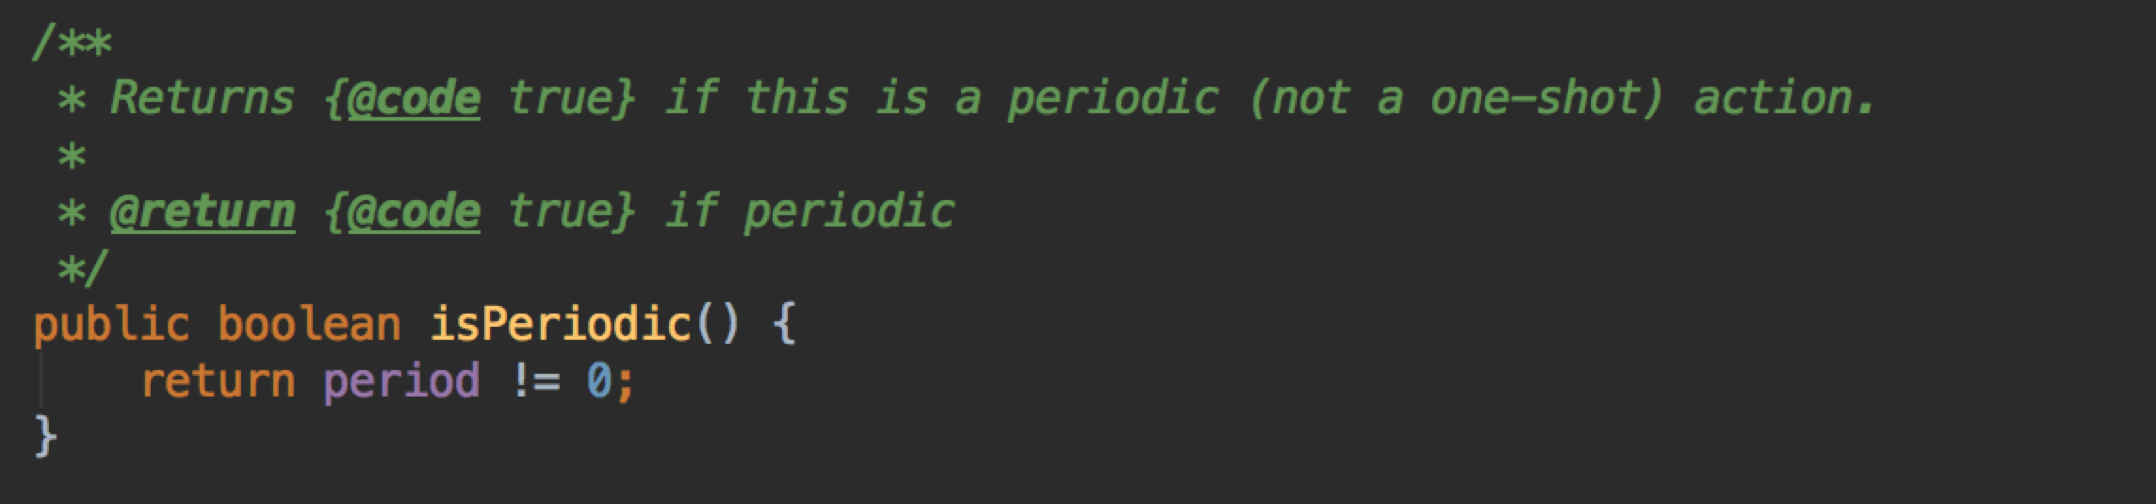 /**
 * Returns {@code true} if this is a periodic (not a one-shot) action.
 *
 * @return {@code true} if periodic
 */
public boolean isPeriodic() {
    return period != 0;
}